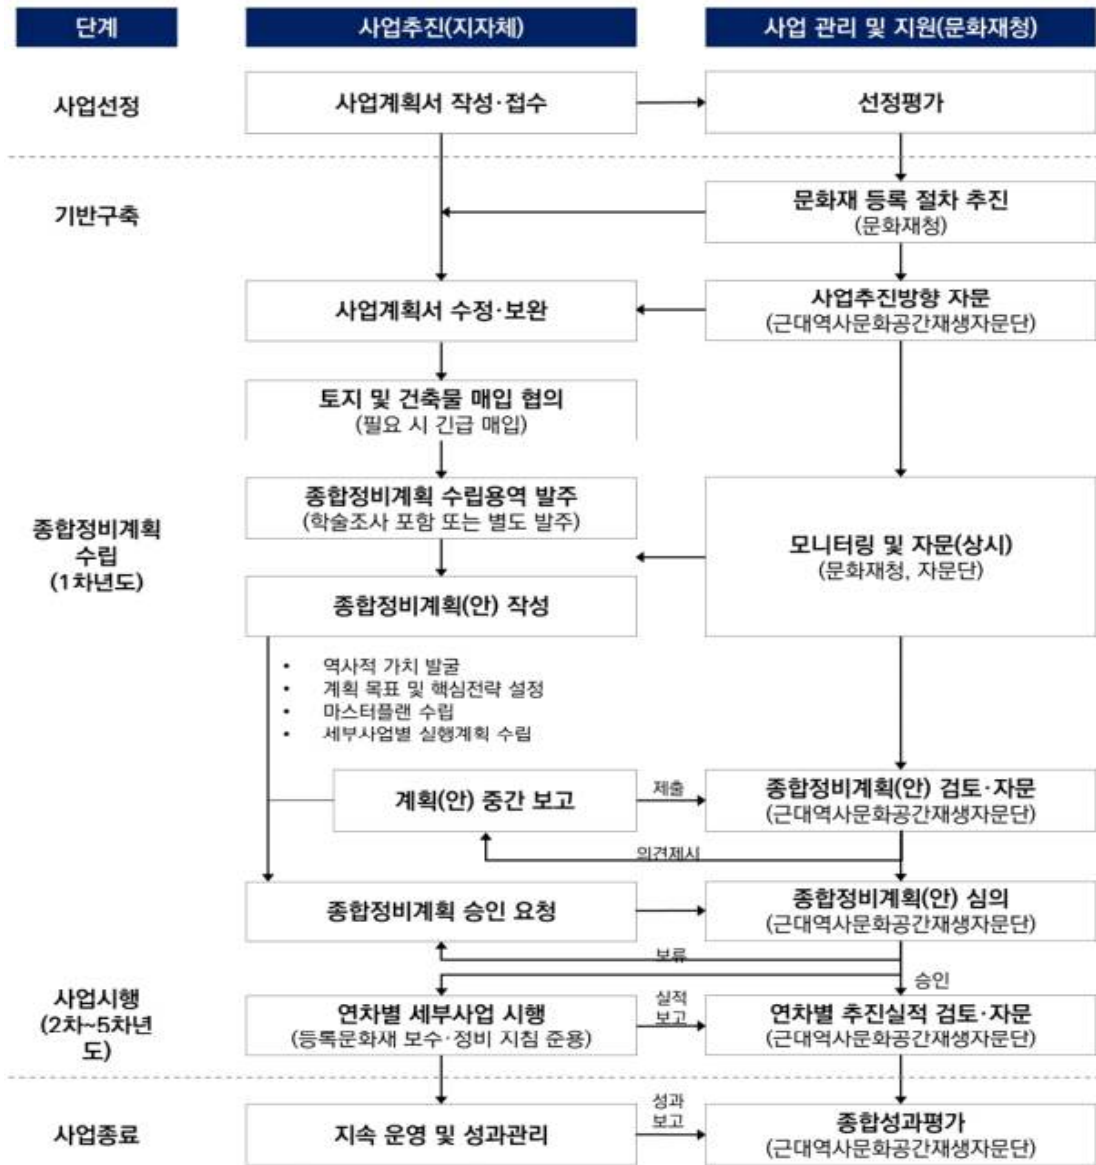 단계
사업추진(지자체)
사업 관리 및 지원(문화재청)
사업선정
사업계획서 작성·접수
선정평가
기반구축
문화재 등록 절차 추진
(문화재청)
사업계획서 수정·보완
사업추진방향 자문
(근대역사문화공간재생자문단)
토지 및 건축물 매입 협의
(필요 시 긴급 매입)
종합정비계획
수립
(1차년도)
종합정비계획 수립용역 발주
(학술조사 포함 또는 별도 발주)
모니터링 및 자문(상시)
(문화재청, 자문단)
종합정비계획(안) 작성
• 역사적 가치 발굴
• 계획 목표 및 핵심전략 설정
• 마스터플랜 수립
• 세부사업별 실행계획 수립
계획(안) 중간 보고
제출
종합정비계획(안) 검토·자문
(근대역사문화공간재생자문단)
의견제시
종합정비계획 승인 요청
종합정비계획(안) 심의
(근대역사문화공간재생자문단)
보류
승인
사업시행
(2차~5차년
도)
연차별 세부사업 시행
(등록문화재 보수·정비 지침 준용)
실적
보고
연차별 추진실적 검토·자문
(근대역사문화공간재생자문단)
사업종료
지속 운영 및 성과관리
성과
보고
종합성과평가
(근대역사문화공간재생자문단)